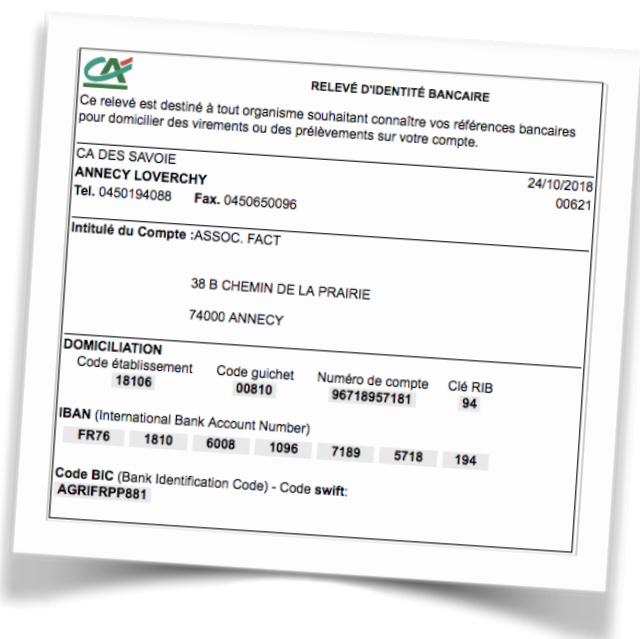 CA
RELEVÉ D'IDENTITÉ BANCAIRE
Ce relevé est destiné à tout organisme souhaitant connaître vos références bancaires
pour domicilier des virements ou des prélèvements sur votre compte.
CA DES SAVOIE 24/10/2018
ANNECY LOVERCHY 00621
Tel. 0450194088 Fax. 0450650096
Intitulé du Compte :ASSOC. FACT
38 B CHEMIN DE LA PRAIRIE
74000 ANNECY
DOMICILIATION
Code établissement Code guichet Numéro de compte Clé RIB
18106 00810 96718957181 94
IBAN (International Bank Account Number)
FR76 1810 6008 1096 7189 5718 194
Code BIC (Bank Identification Code) - Code swift:
AGRIFRPP881